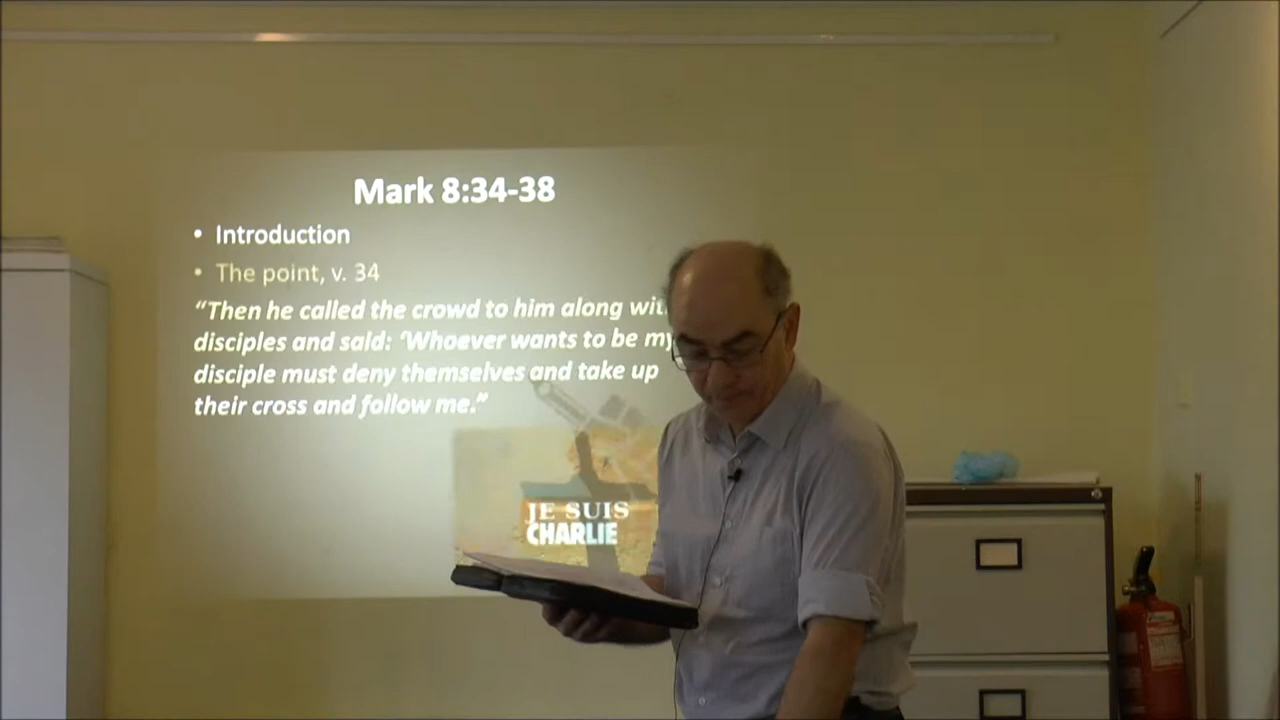 Mark 8:34-38
• Introduction
• The point, v. 34
“Then he called the crowd to him along
disciples and said: ‘Whoever wants to be my
disciple must deny themselves and take up
their cross and follow me.”
JE SUIS
CHARLIE